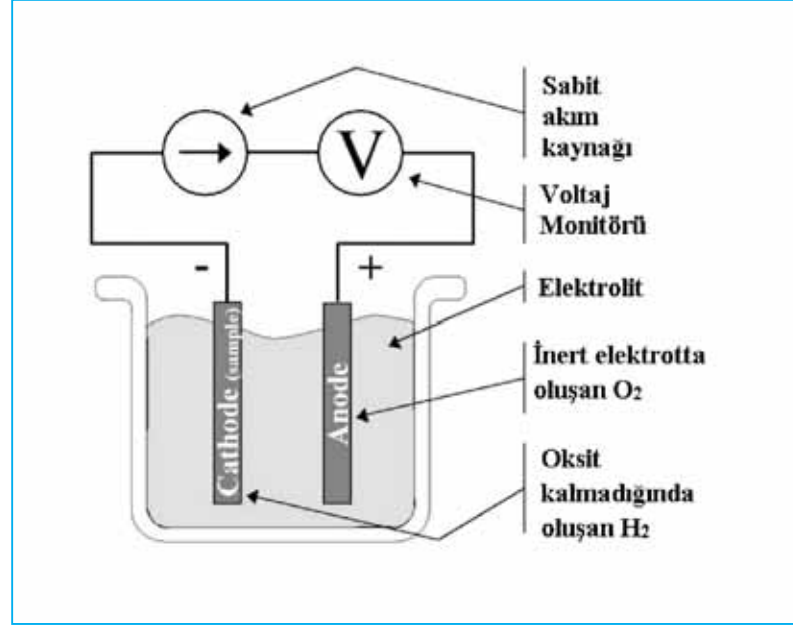 Sabit
akım
kaynağı
V
Voltaj
Monitörü
- +
Elektrolit
Cathode (sample)
Anode
İnert elektrotta
oluşan O₂
Oksit
kalmadığında
oluşan H₂